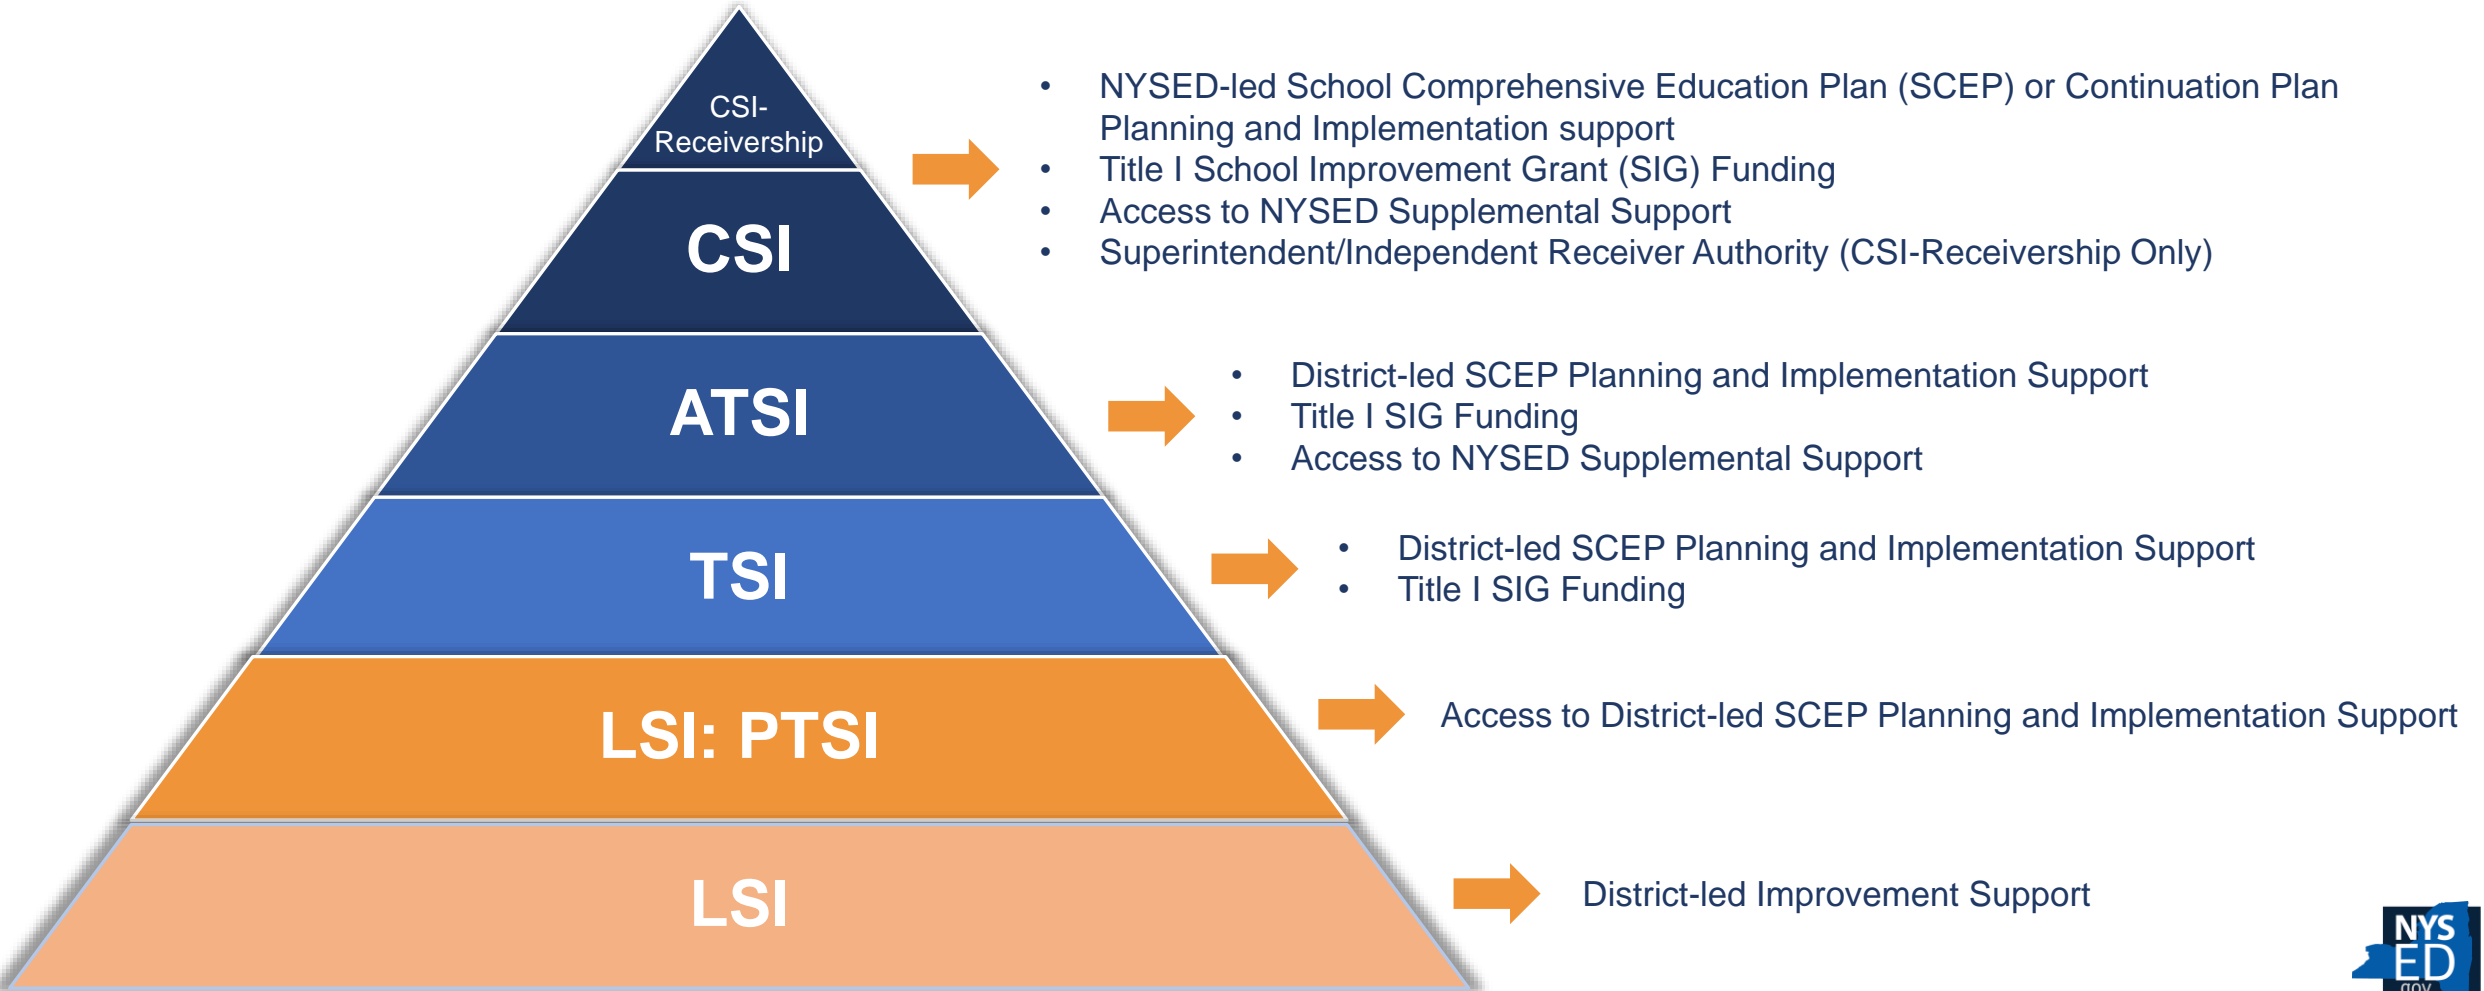 CSI-
Receivership
• NYSED-led School Comprehensive Education Plan (SCEP) or Continuation Plan
Planning and Implementation support
• Title I School Improvement Grant (SIG) Funding
• Access to NYSED Supplemental Support
• Superintendent/Independent Receiver Authority (CSI-Receivership Only)
CSI
ATSI
• District-led SCEP Planning and Implementation Support
• Title I SIG Funding
• Access to NYSED Supplemental Support
TSI
• District-led SCEP Planning and Implementation Support
• Title I SIG Funding
LSI: PTSI
Access to District-led SCEP Planning and Implementation Support
LSI
District-led Improvement Support
NYS
ED
gov